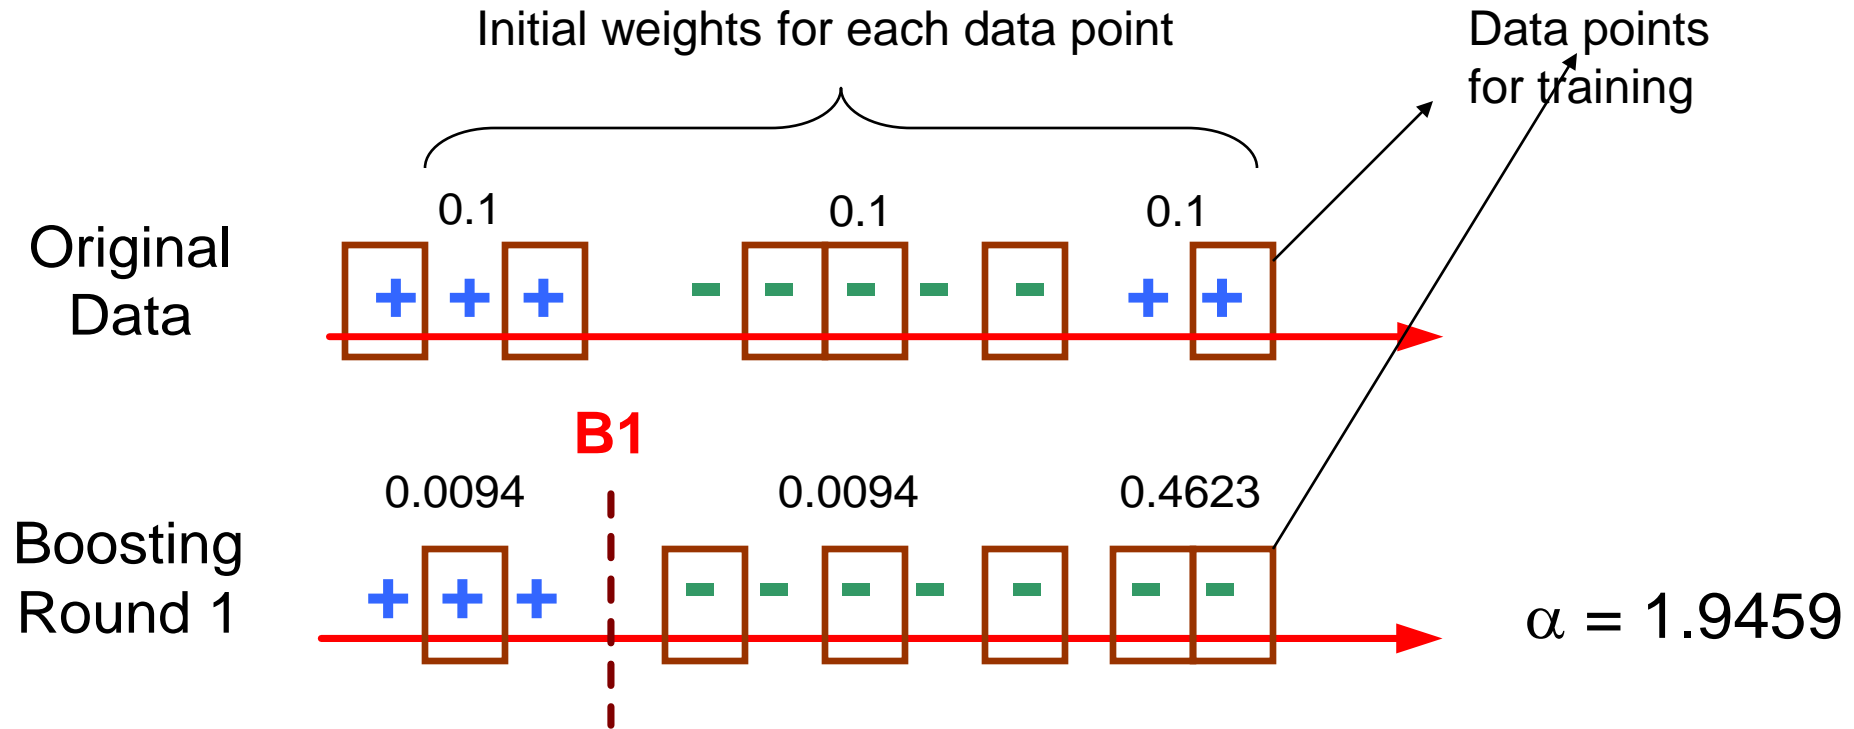 Initial weights for each data point
Data points
for training
0.1 0.1 0.1
Original
Data
+ + + - - - - - + +
B1
0.0094 0.0094 0.4623
Boosting
Round 1
+ + + - - - - - - -
α = 1.9459